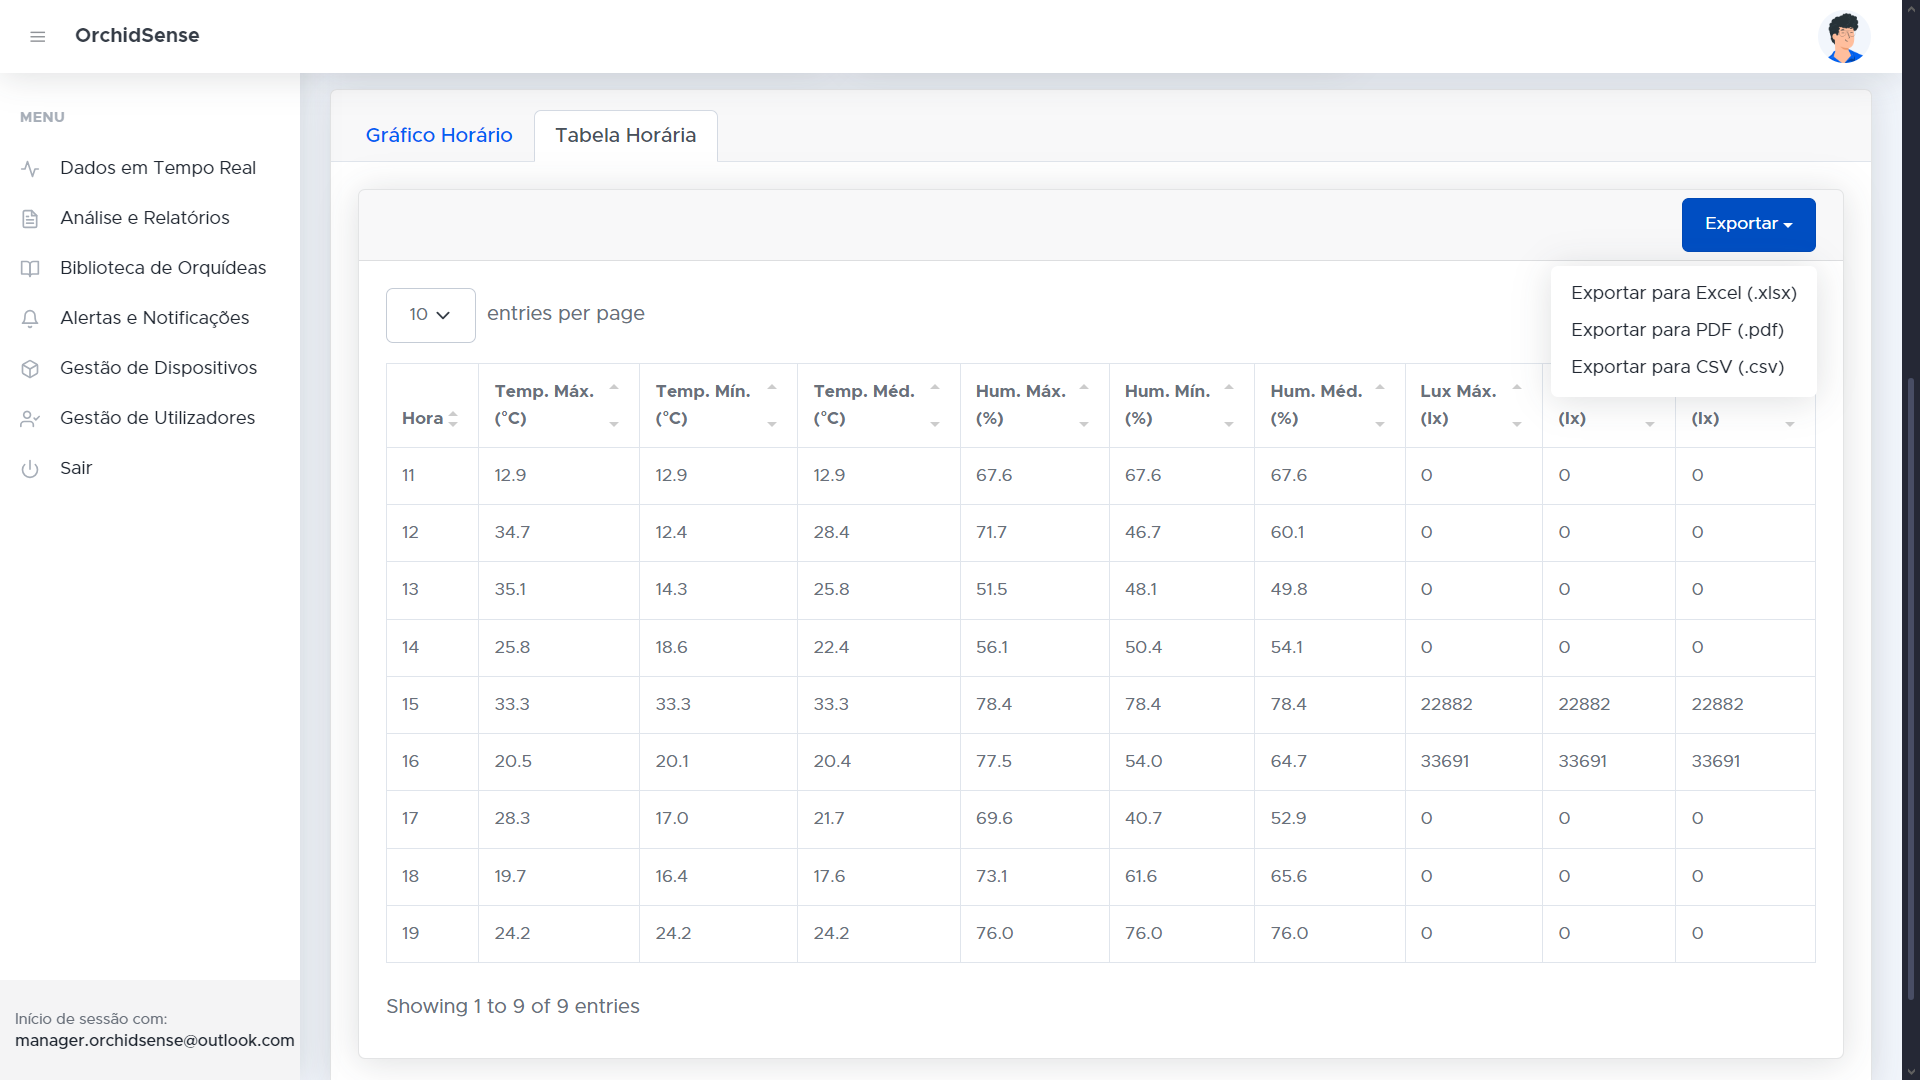 OrchidSense
MENU
Dados em Tempo Real
Análise e Relatórios
Biblioteca de Orquídeas
Alertas e Notificações
Gestão de Dispositivos
Gestão de Utilizadores
Sair
Início de sessão com:
manager.orchidsense@outlook.com
Gráfico Horário
Tabela Horária
Exportar
Exportar para Excel (.xlsx)
Exportar para PDF (.pdf)
Exportar para CSV (.csv)
10 entries per page
Hora Temp. Máx. (°C) Temp. Mín. (°C) Temp. Méd. (°C) Hum. Máx. (%) Hum. Mín. (%) Hum. Méd. (%) Lux Máx. (lx) (lx) (lx)
11 12.9 12.9 12.9 67.6 67.6 67.6 0 0 0
12 34.7 12.4 28.4 71.7 46.7 60.1 0 0 0
13 35.1 14.3 25.8 51.5 48.1 49.8 0 0 0
14 25.8 18.6 22.4 56.1 50.4 54.1 0 0 0
15 33.3 33.3 33.3 78.4 78.4 78.4 22882 22882 22882
16 20.5 20.1 20.4 77.5 54.0 64.7 33691 33691 33691
17 28.3 17.0 21.7 69.6 40.7 52.9 0 0 0
18 19.7 16.4 17.6 73.1 61.6 65.6 0 0 0
19 24.2 24.2 24.2 76.0 76.0 76.0 0 0 0
Showing 1 to 9 of 9 entries